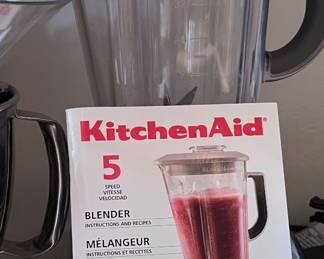 KitchenAid®
5
SPEED
VITESSE
VELOCIDAD
BLENDER
INSTRUCTIONS AND RECIPES
MÉLANGEUR
INSTRUCTIONS ET RECETTES